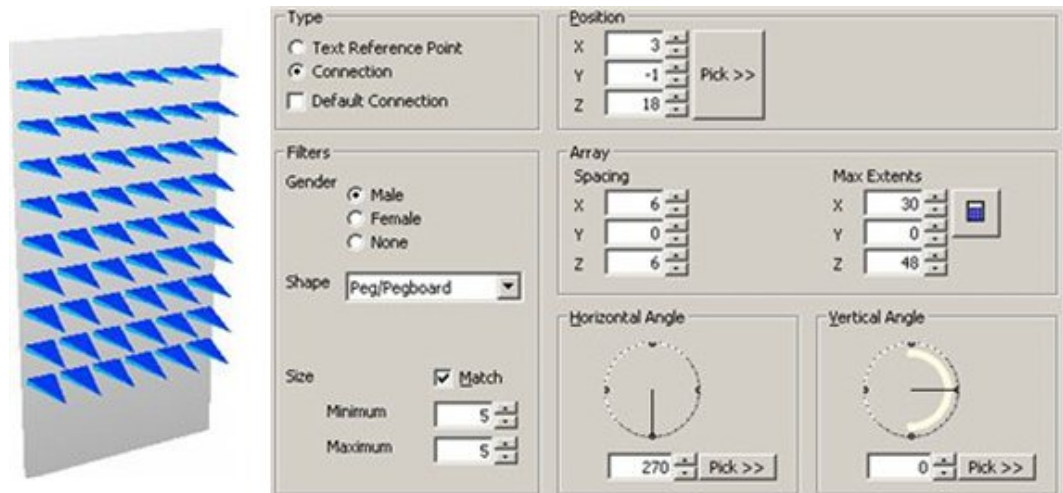 Type
Text Reference Point
Connection
Default Connection
Position
X 3
Y -1
Z 18
Pick >>
Filters
Gender
Male
Female
None
Shape Peg/Pegboard
Size Match
Minimum 5
Maximum 5
Array
Spacing
X 6
Y 0
Z 6
Max Extents
X 30
Y 0
Z 48
Horizontal Angle
270 Pick >>
Vertical Angle
0 Pick >>